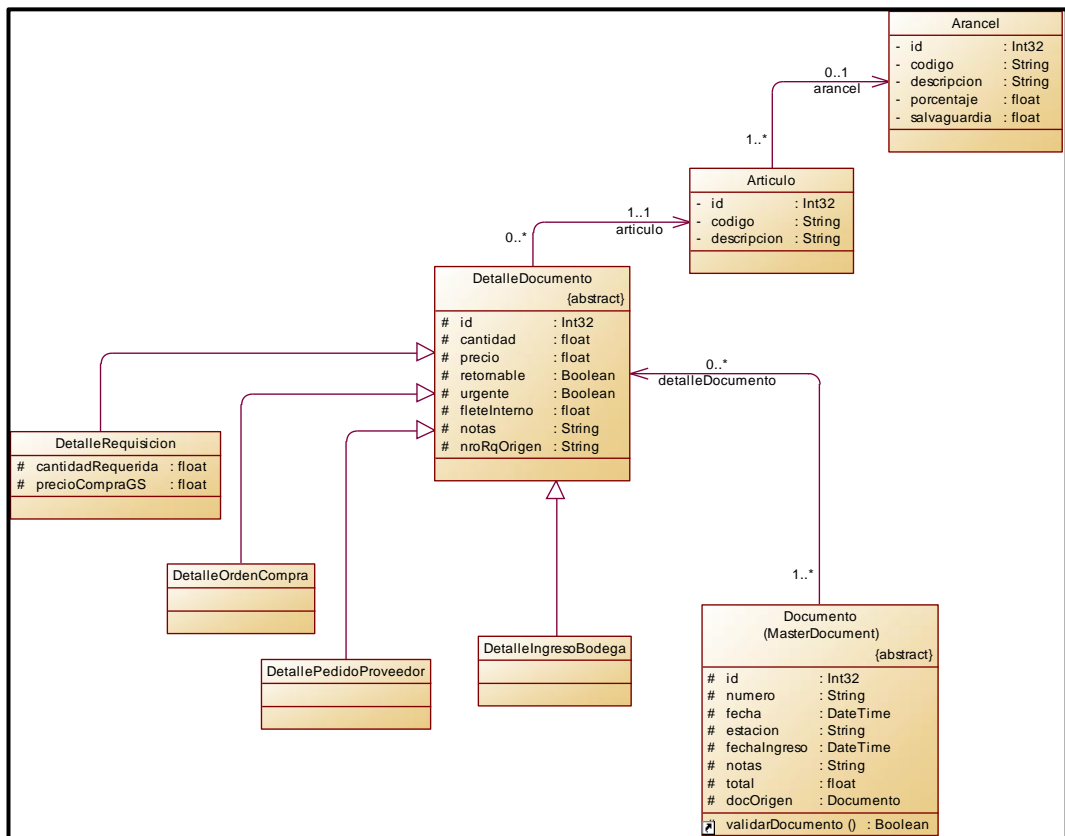 Arancel
- id : Int32
- codigo : String
- descripcion : String
- porcentaje : float
- salvaguardia : float
0..1
arancel
1..*
Articulo
- id : Int32
- codigo : String
- descripcion : String
1..1
articulo
0..*
DetalleDocumento
{abstract}
# id : Int32
# cantidad : float
# precio : float
# retornable : Boolean
# urgente : Boolean
# fleteInterno : float
# notas : String
# nroRqOrigen : String
0..*
detalleDocumento
DetalleRequisicion
# cantidadRequerida : float
# precioCompraGS : float
DetalleOrdenCompra
DetallePedidoProveedor
DetalleIngresoBodega
1..*
Documento
(MasterDocument)
{abstract}
# id : Int32
# numero : String
# fecha : DateTime
# estacion : String
# fechaIngreso : DateTime
# notas : String
# total : float
# docOrigen : Documento
validarDocumento () : Boolean